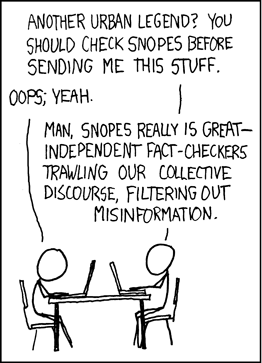 ANOTHER URBAN LEGEND? YOU
SHOULD CHECK SNOPES BEFORE
SENDING ME THIS STUFF.
OOPS; YEAH.
MAN, SNOPES REALLY IS GREAT—
INDEPENDENT FACT-CHECKERS
TRAWLING OUR COLLECTIVE
DISCOURSE, FILTERING OUT
MISINFORMATION.